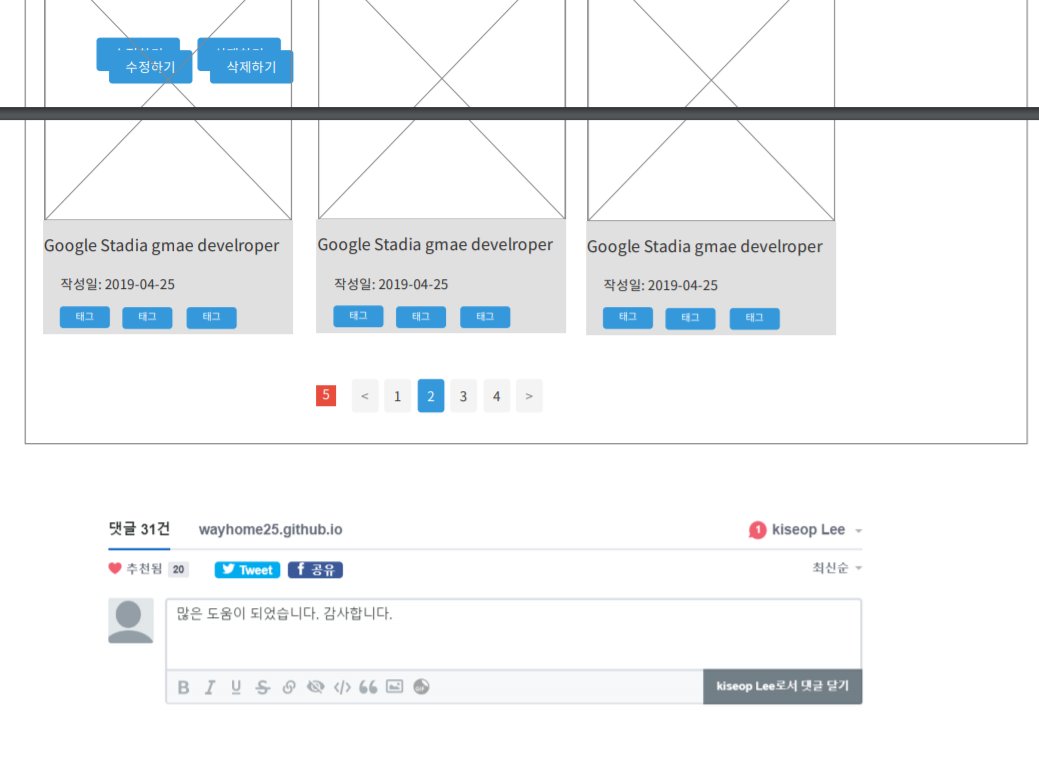 수정하기 삭제하기
Google Stadia gmae develroper Google Stadia gmae develroper Google Stadia gmae develroper
작성일: 2019-04-25 작성일: 2019-04-25 작성일: 2019-04-25
태그 태그 태그 태그 태그 태그 태그 태그 태그
5 < 1 2 3 4 >
댓글 31건 wayhome25.github.io 1 kiseop Lee
추천됨 20 Tweet f 공유 최신순
많은 도움이 되었습니다. 감사합니다.
B I U S </> GIF kiseop Lee로서 댓글 달기